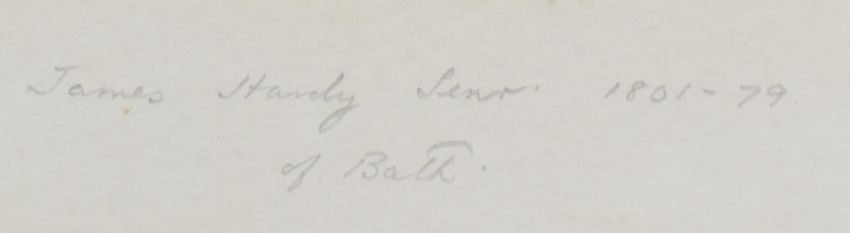 James Hardy Senr. 1801-79
of Bath.